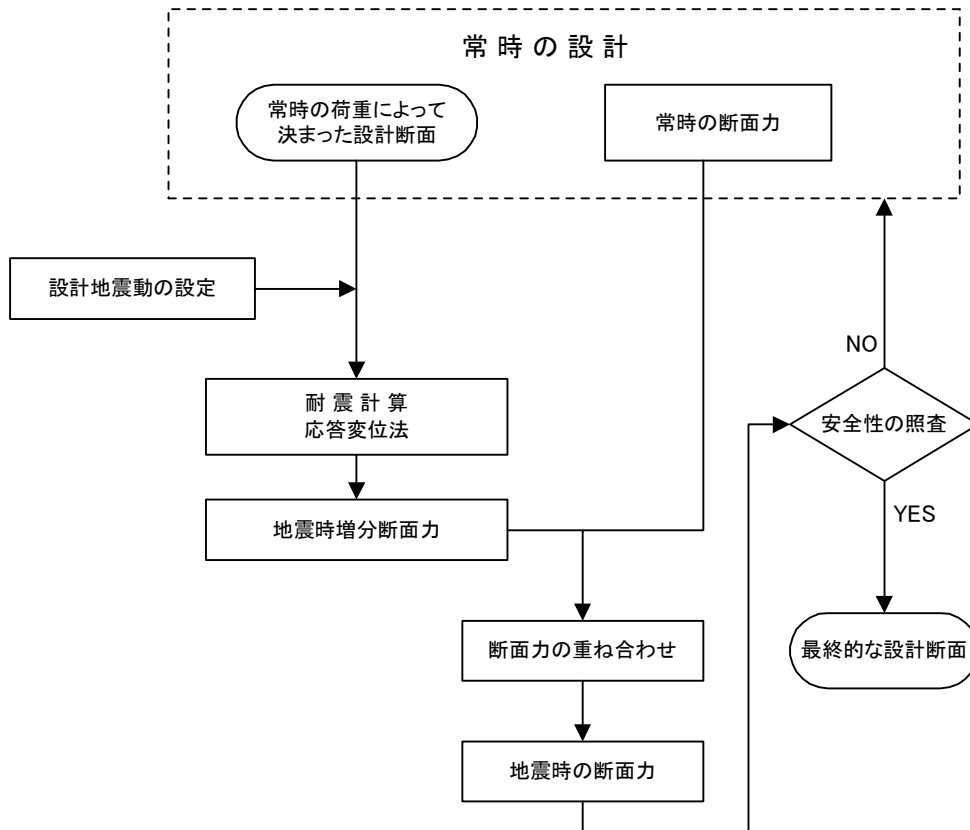 常時の設計
常時の荷重によって
決まった設計断面
常時の断面力
設計地震動の設定
耐震計算
応答変位法
地震時増分断面力
断面力の重ね合わせ
地震時の断面力
NO
安全性の照査
YES
最終的な設計断面